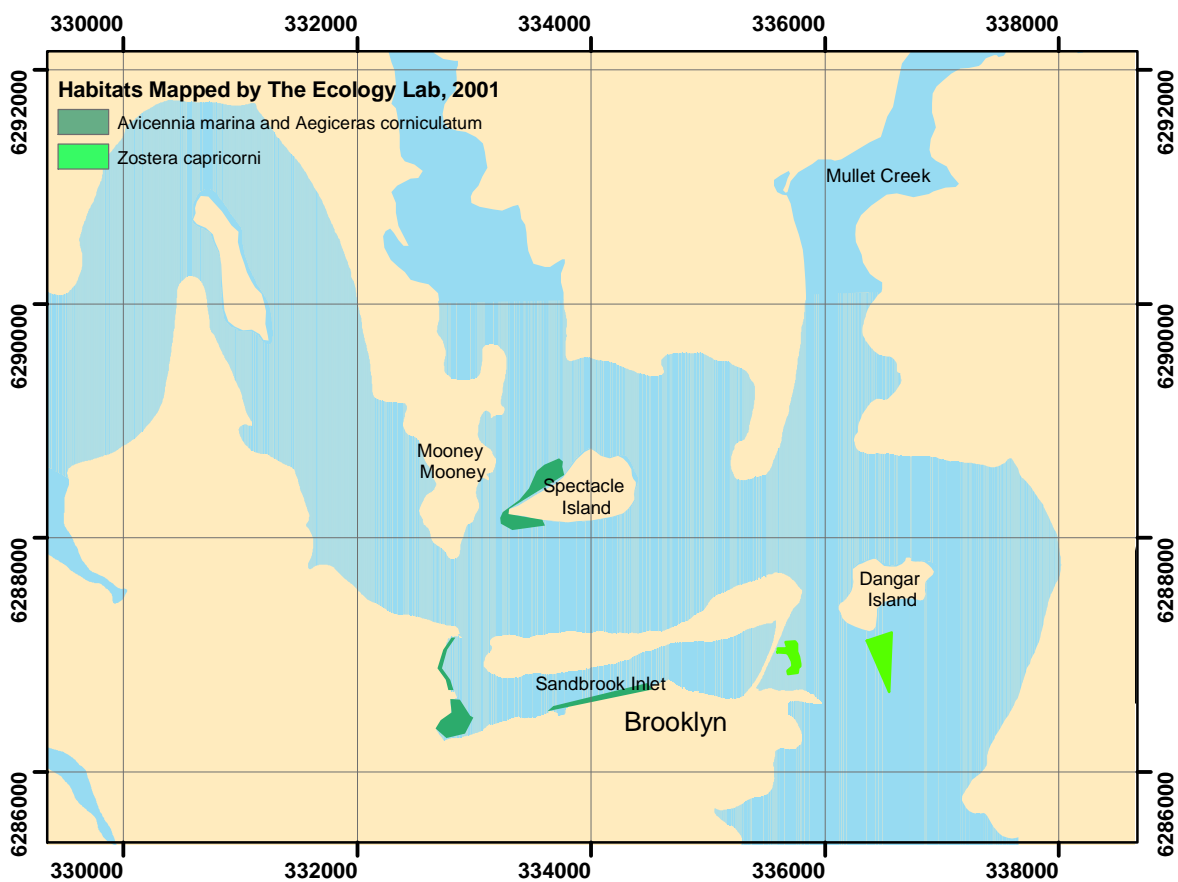 330000 332000 334000 336000 338000
6292000
6292000
Habitats Mapped by The Ecology Lab, 2001
Avicennia marina and Aegiceras corniculatum
Zostera capricorni
Mullet Creek
6290000
6290000
Mooney
Mooney
Spectacle
Island
6288000
6288000
Dangar
Island
Sandbrook Inlet
Brooklyn
6286000
6286000
330000 332000 334000 336000 338000